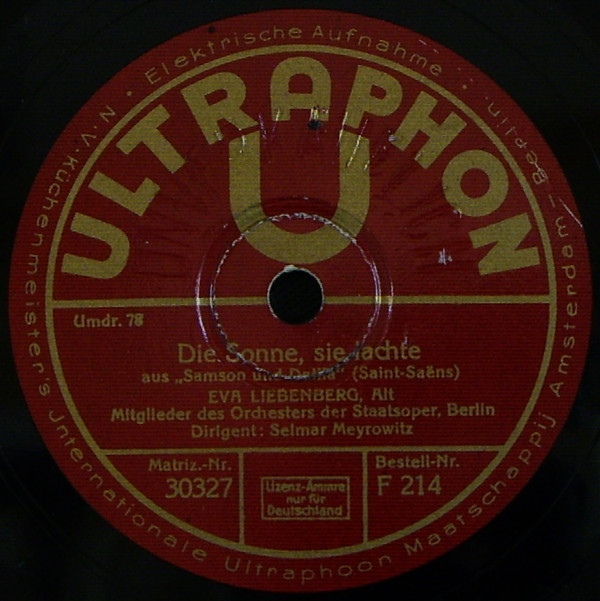 N.V. Küchenmeister's Jnternationale Ultraphoon Maatschappij Amsterdam – Berlin • Elektrische Aufnahme •
ULTRAPHON
U
Umdr. 78
Die Sonne, sie lachte
aus „Samson und Dalila" (Saint-Saëns)
EVA LIEBENBERG, Alt
Mitglieder des Orchesters der Staatsoper, Berlin
Dirigent: Selmar Meyrowitz
Matriz.-Nr.
30327
Lizenz-Ammre
nur für
Deutschland
Bestell-Nr.
F 214